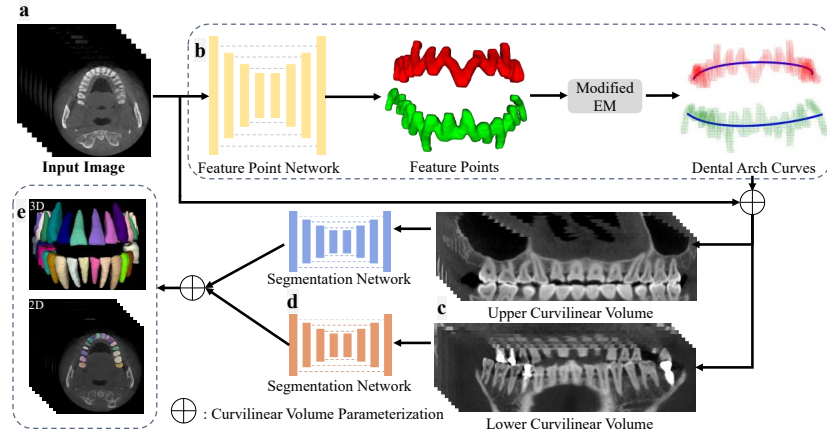 a
Input Image
b
Feature Point Network
Feature Points
Modified
EM
Dental Arch Curves
e
3D
2D
Segmentation Network
d
Segmentation Network
Upper Curvilinear Volume
c
Lower Curvilinear Volume
: Curvilinear Volume Parameterization